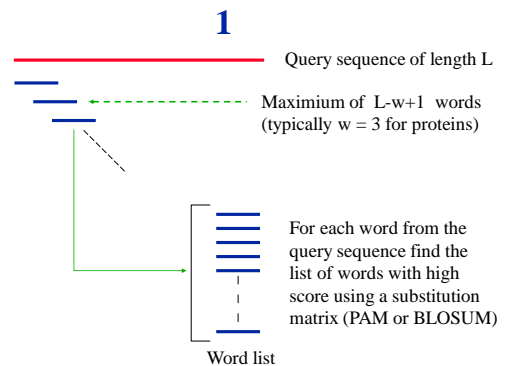 1
Query sequence of length L
Maximium of L-w+1 words
(typically w = 3 for proteins)
For each word from the
query sequence find the
list of words with high
score using a substitution
matrix (PAM or BLOSUM)
Word list